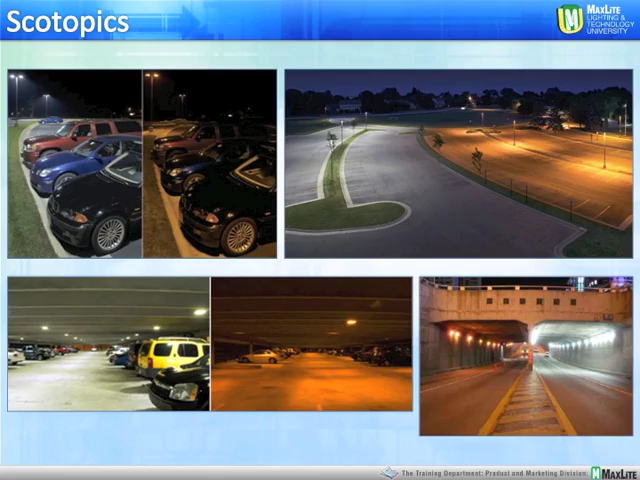 Scotopics
MAXLITE
LIGHTING &
TECHNOLOGY
UNIVERSITY
The Training Department: Product and Marketing Division:
MAXLITE